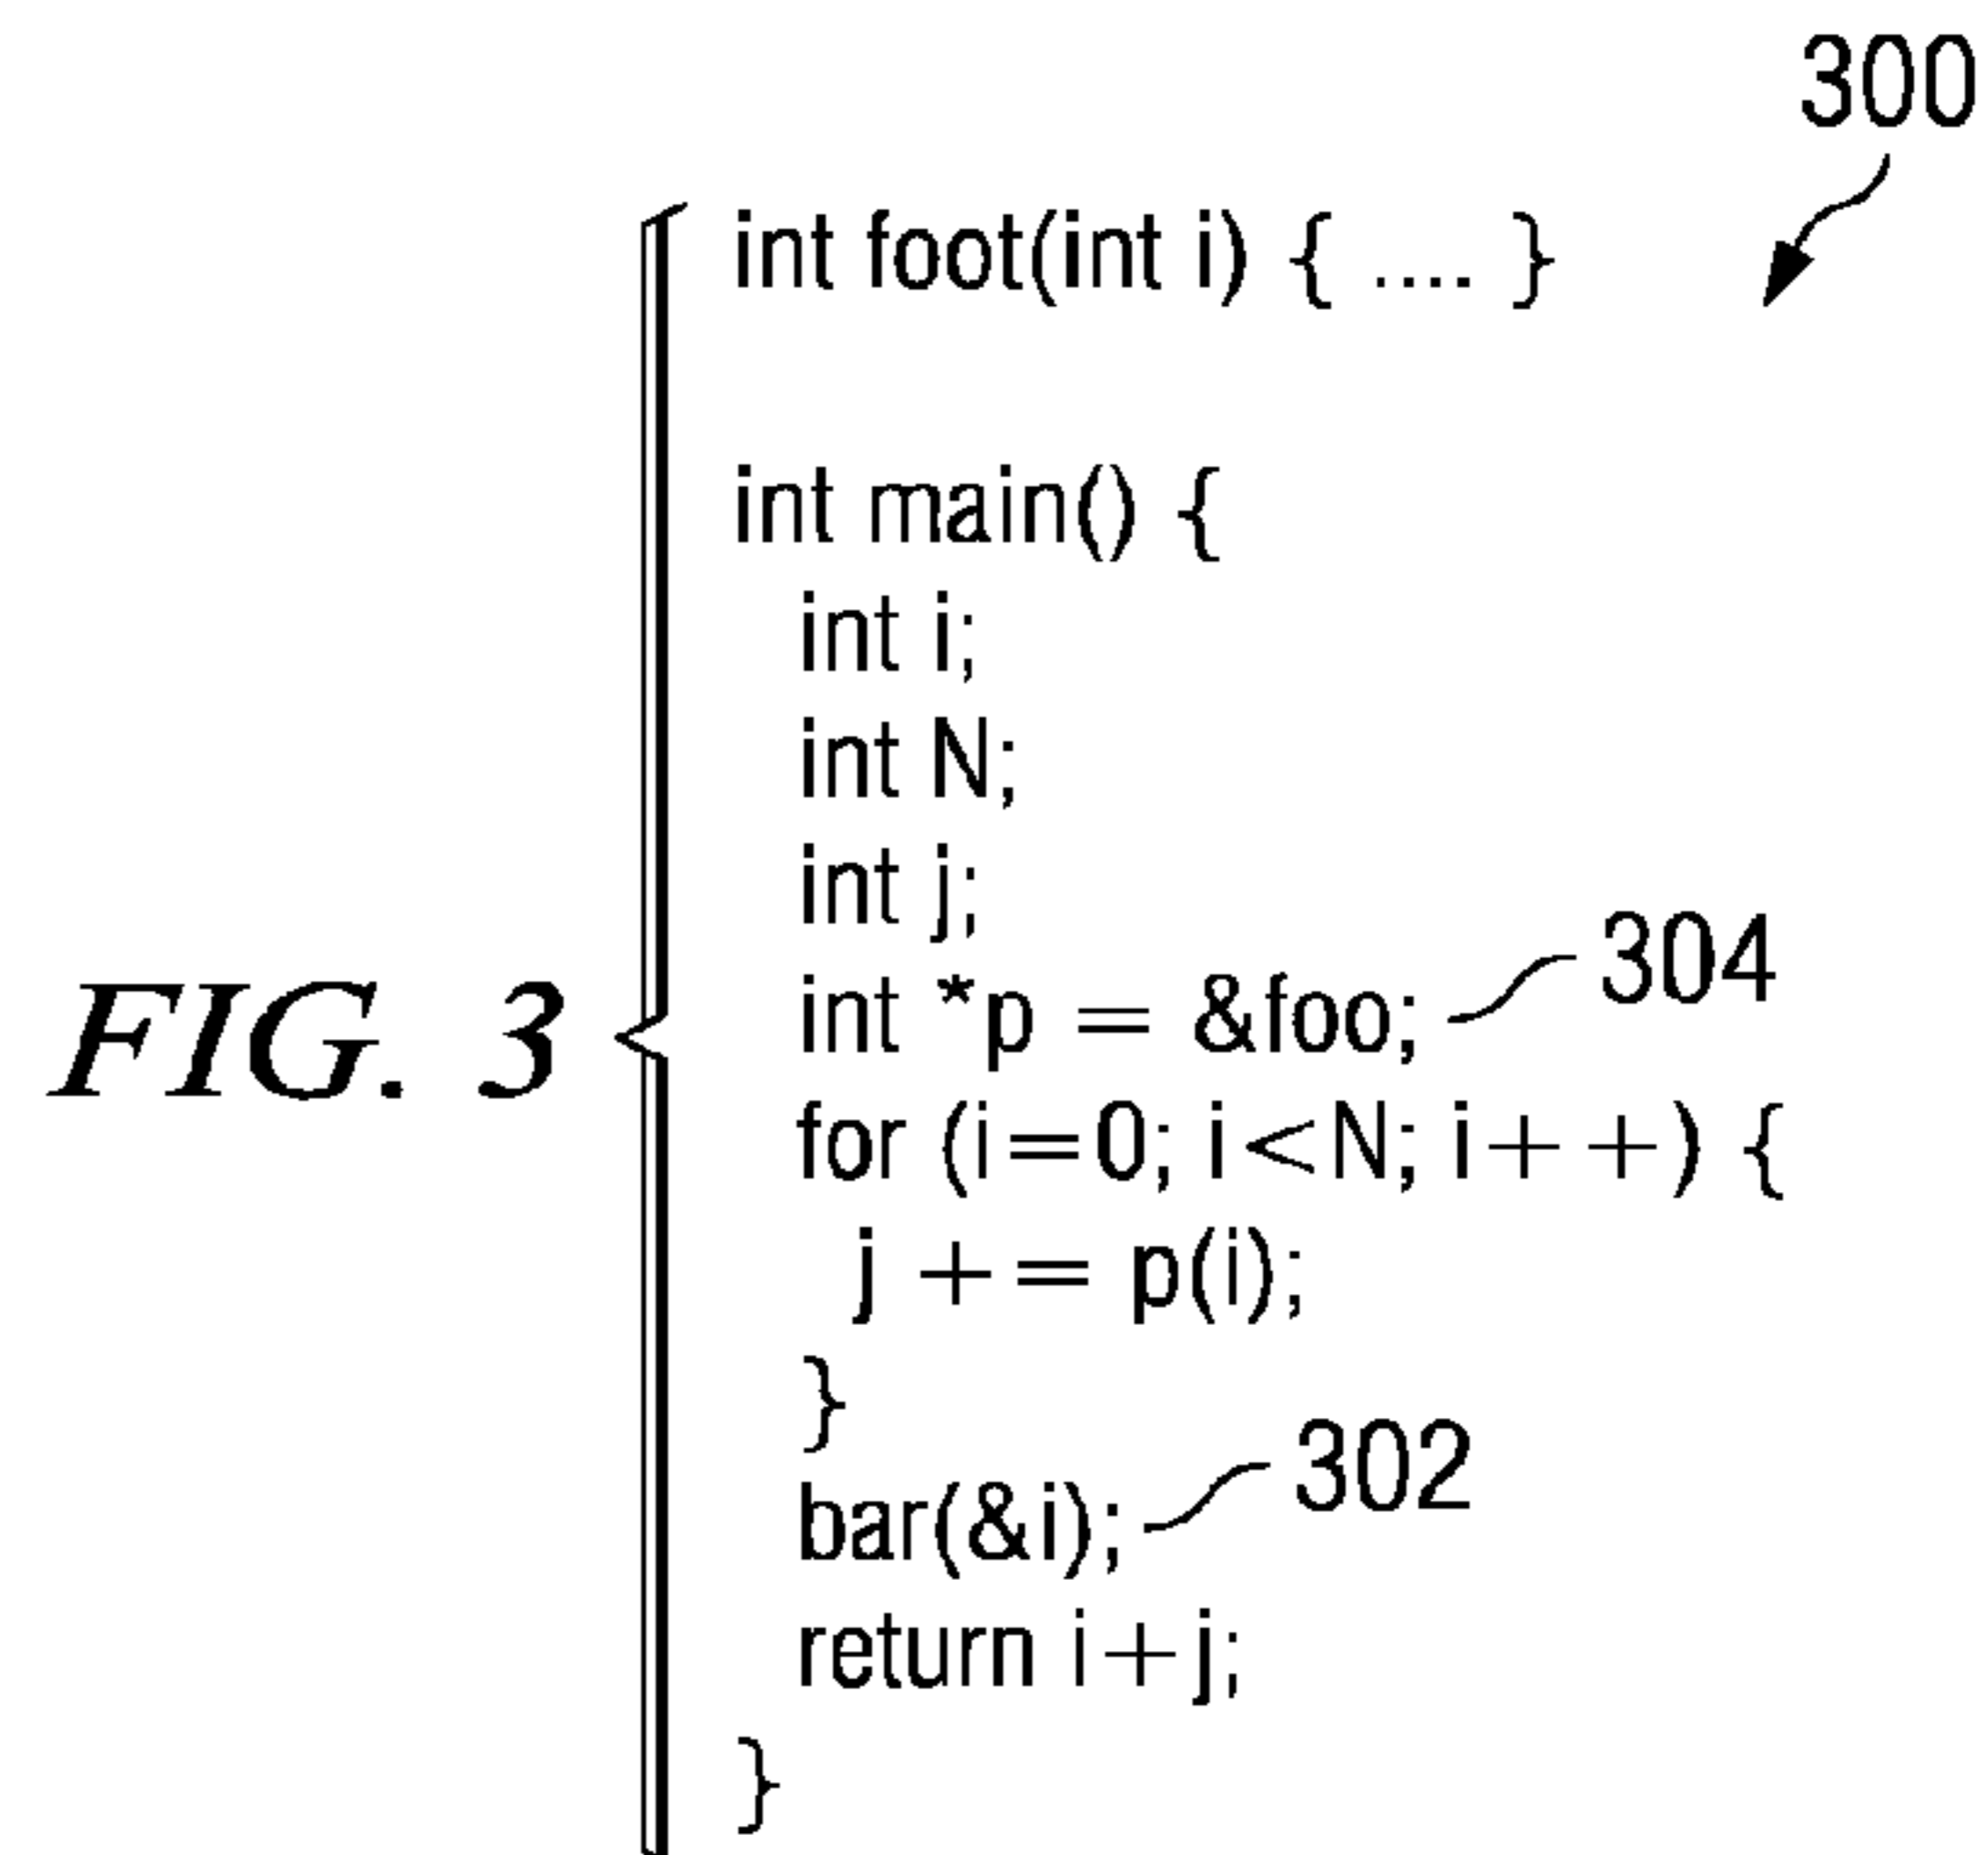 300
int foot(int i) { .... }
int main() {
int i;
int N;
int j;
int *p = &foo; 304
FIG. 3
for (i=0; i<N; i++) {
j += p(i);
}
bar(&i); 302
return i+j;
}